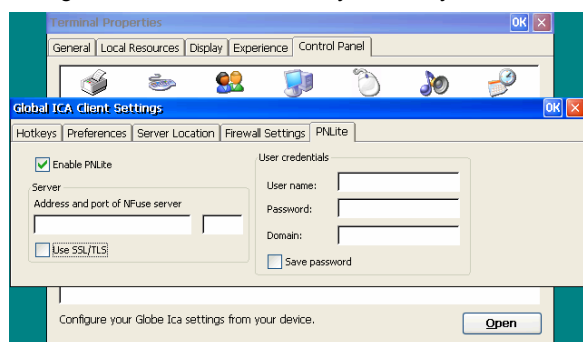 Terminal Properties OK
General Local Resources Display Experience Control Panel
Global ICA Client Settings OK
Hotkeys Preferences Server Location Firewall Settings PNLite
Enable PNLite
User credentials
Server
User name:
Address and port of NFuse server
Password:
Domain:
Use SSL/TLS
Save password
Configure your Globe Ica settings from your device.
Open